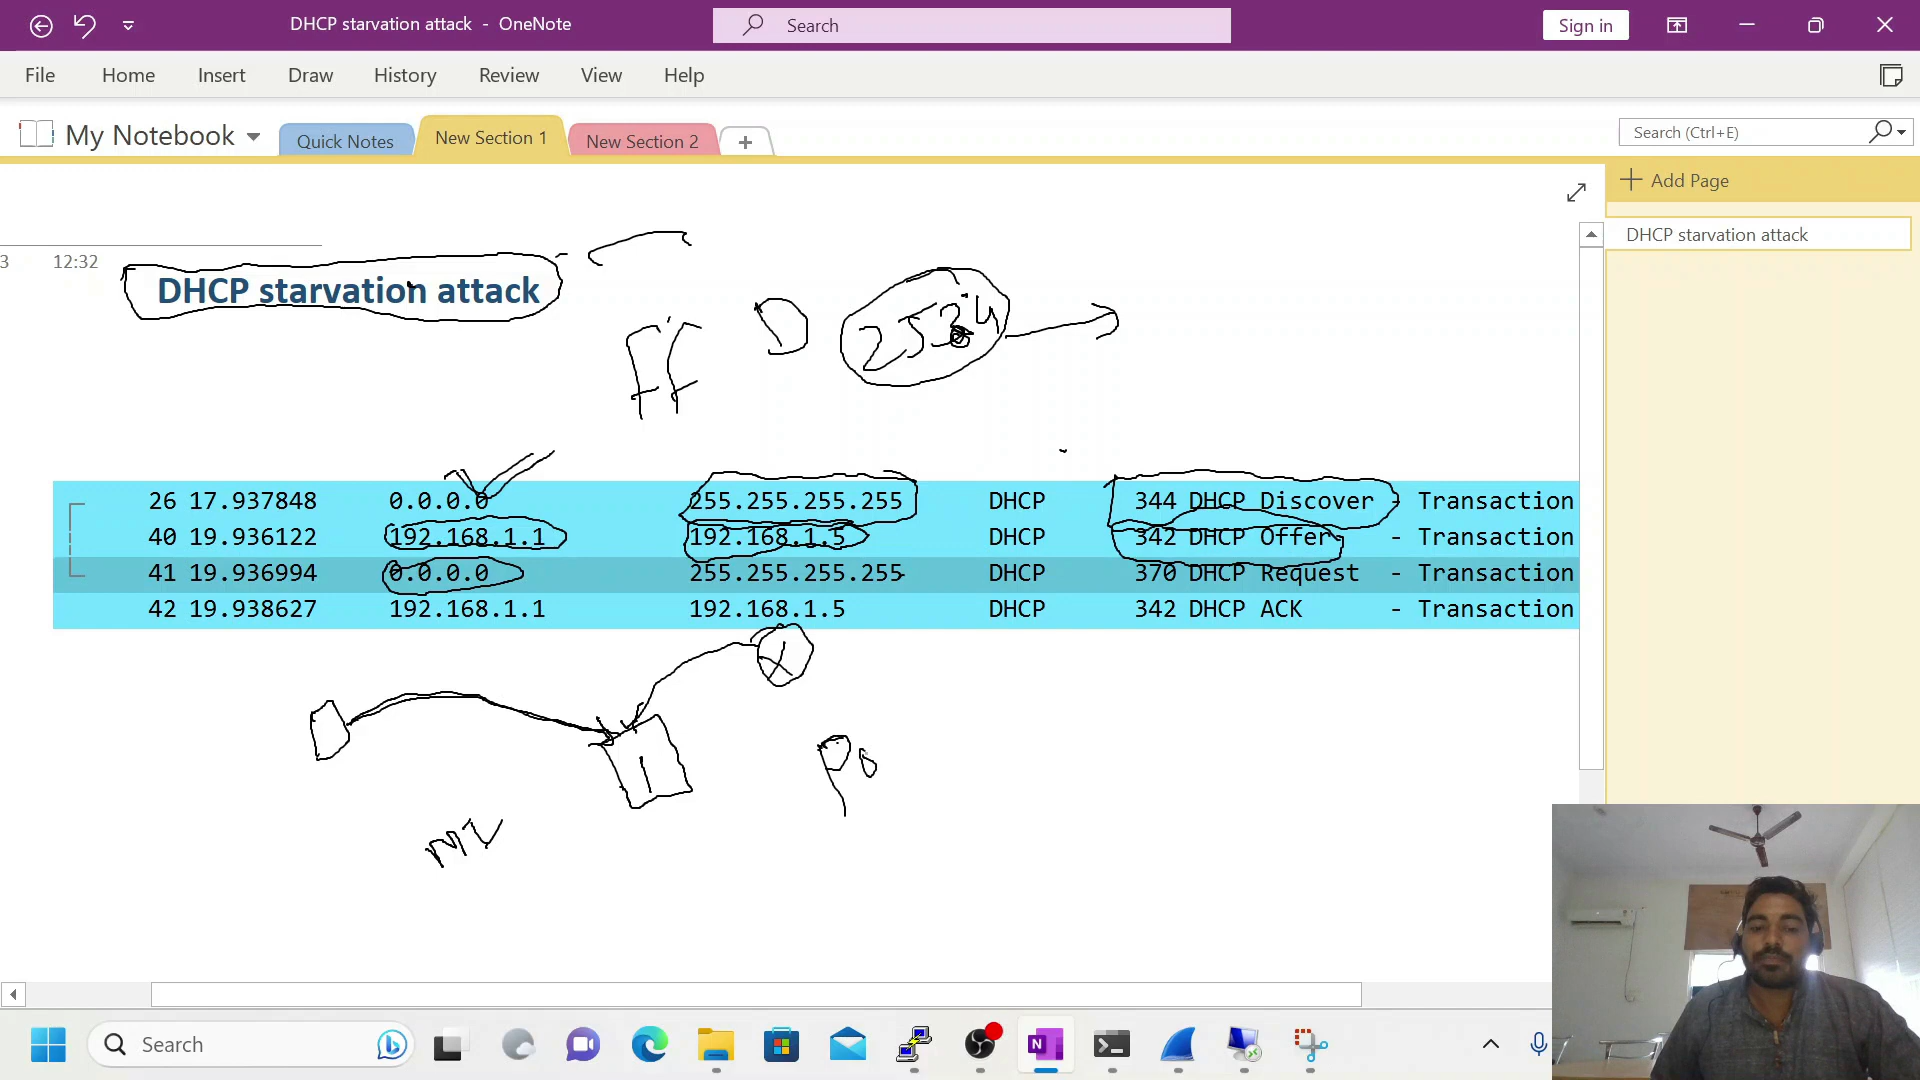 DHCP starvation attack - OneNote
Search
Sign in
File Home Insert Draw History Review View Help
My Notebook
Quick Notes
New Section 1
New Section 2
Search (Ctrl+E)
Add Page
DHCP starvation attack
3 12:32
DHCP starvation attack
ff D
26 17.937848 0.0.0.0 255.255.255.255 DHCP 344 DHCP Discover - Transaction
40 19.936122 192.168.1.1 192.168.1.5 DHCP 342 DHCP Offer - Transaction
41 19.936994 0.0.0.0 255.255.255.255 DHCP 370 DHCP Request - Transaction
42 19.938627 192.168.1.1 192.168.1.5 DHCP 342 DHCP ACK - Transaction
Search